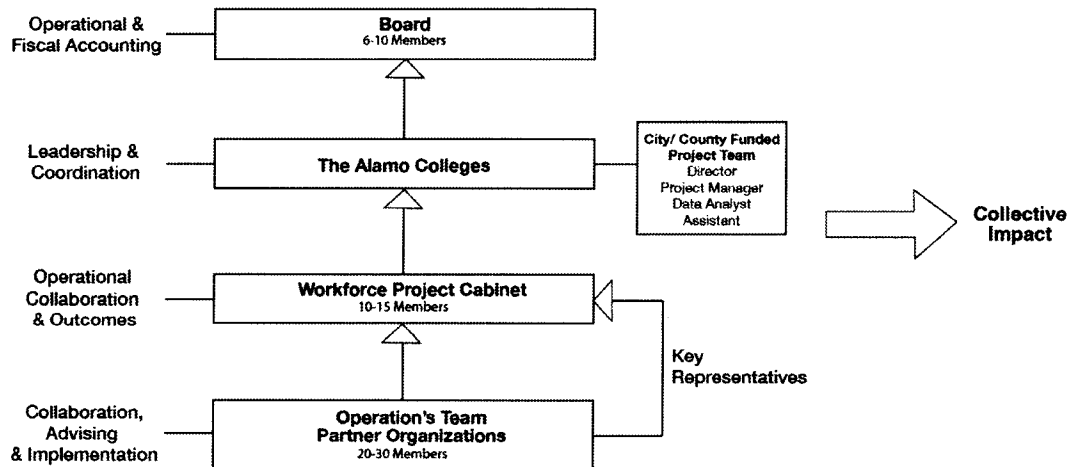 Operational &
Fiscal Accounting
Board
6-10 Members
Leadership &
Coordination
The Alamo Colleges
City/ County Funded
Project Team
Director
Project Manager
Data Analyst
Assistant
Collective
Impact
Operational
Collaboration
& Outcomes
Workforce Project Cabinet
10-15 Members
Key
Representatives
Collaboration,
Advising
& Implementation
Operation's Team
Partner Organizations
20-30 Members